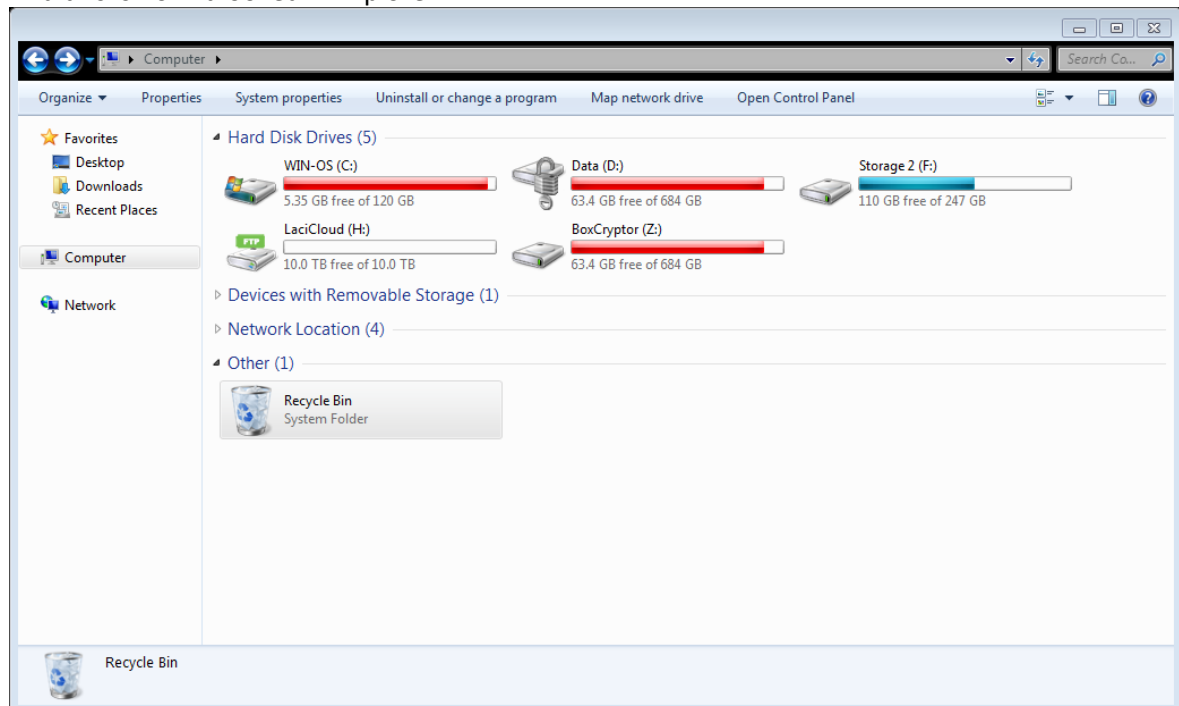 Computer
Search Co...
Organize
Properties
System properties
Uninstall or change a program
Map network drive
Open Control Panel
Favorites
Desktop
Downloads
Recent Places
Computer
Network
Hard Disk Drives (5)
WIN-OS (C:)
5.35 GB free of 120 GB
Data (D:)
63.4 GB free of 684 GB
Storage 2 (F:)
110 GB free of 247 GB
LaciCloud (H:)
FTP
10.0 TB free of 10.0 TB
BoxCryptor (Z:)
63.4 GB free of 684 GB
Devices with Removable Storage (1)
Network Location (4)
Other (1)
Recycle Bin
System Folder
Recycle Bin